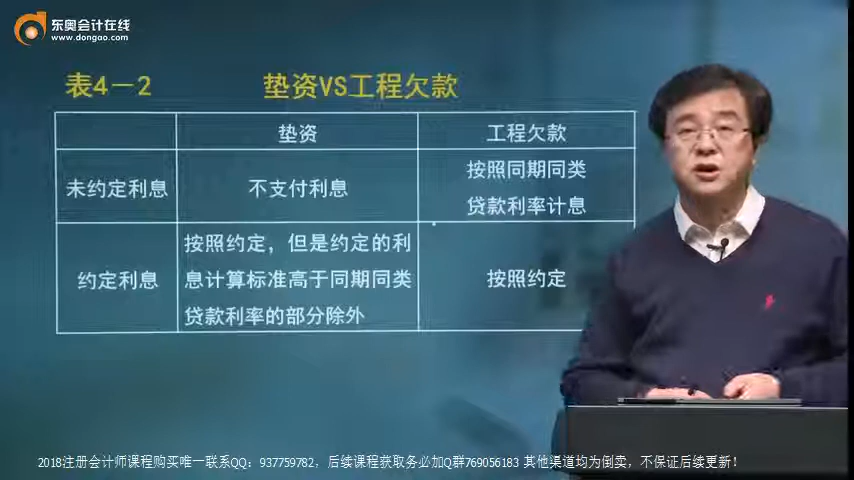 东奥会计在线
www.dongao.com
表4－2 垫资VS工程欠款
垫资 工程欠款
未约定利息 不支付利息 按照同期同类
贷款利率计息
约定利息 按照约定，但是约定的利
息计算标准高于同期同类
贷款利率的部分除外 按照约定
2018注册会计师课程购买唯一联系QQ：937759782，后续课程获取务必加Q群769056183 其他渠道均为倒卖，不保证后续更新！